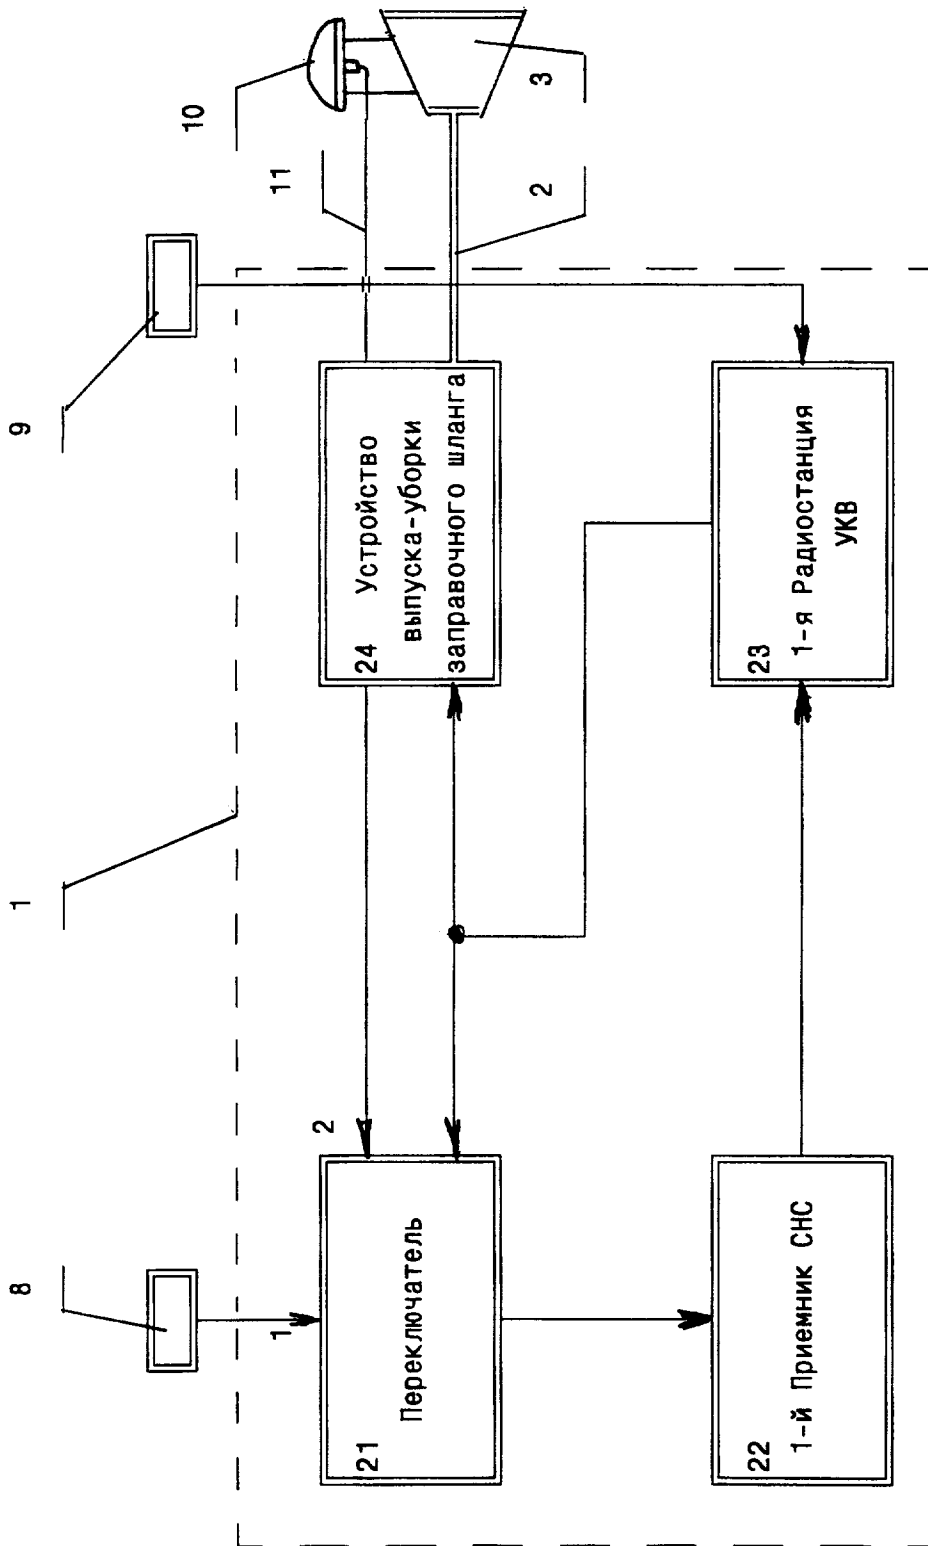 8
1
9
10
11
2
3
1
2
21
Переключатель
24
Устройство
выпуска-уборки
заправочного шланга
22
1-й Приемник СНС
23
1-я Радиостанция
УКВ